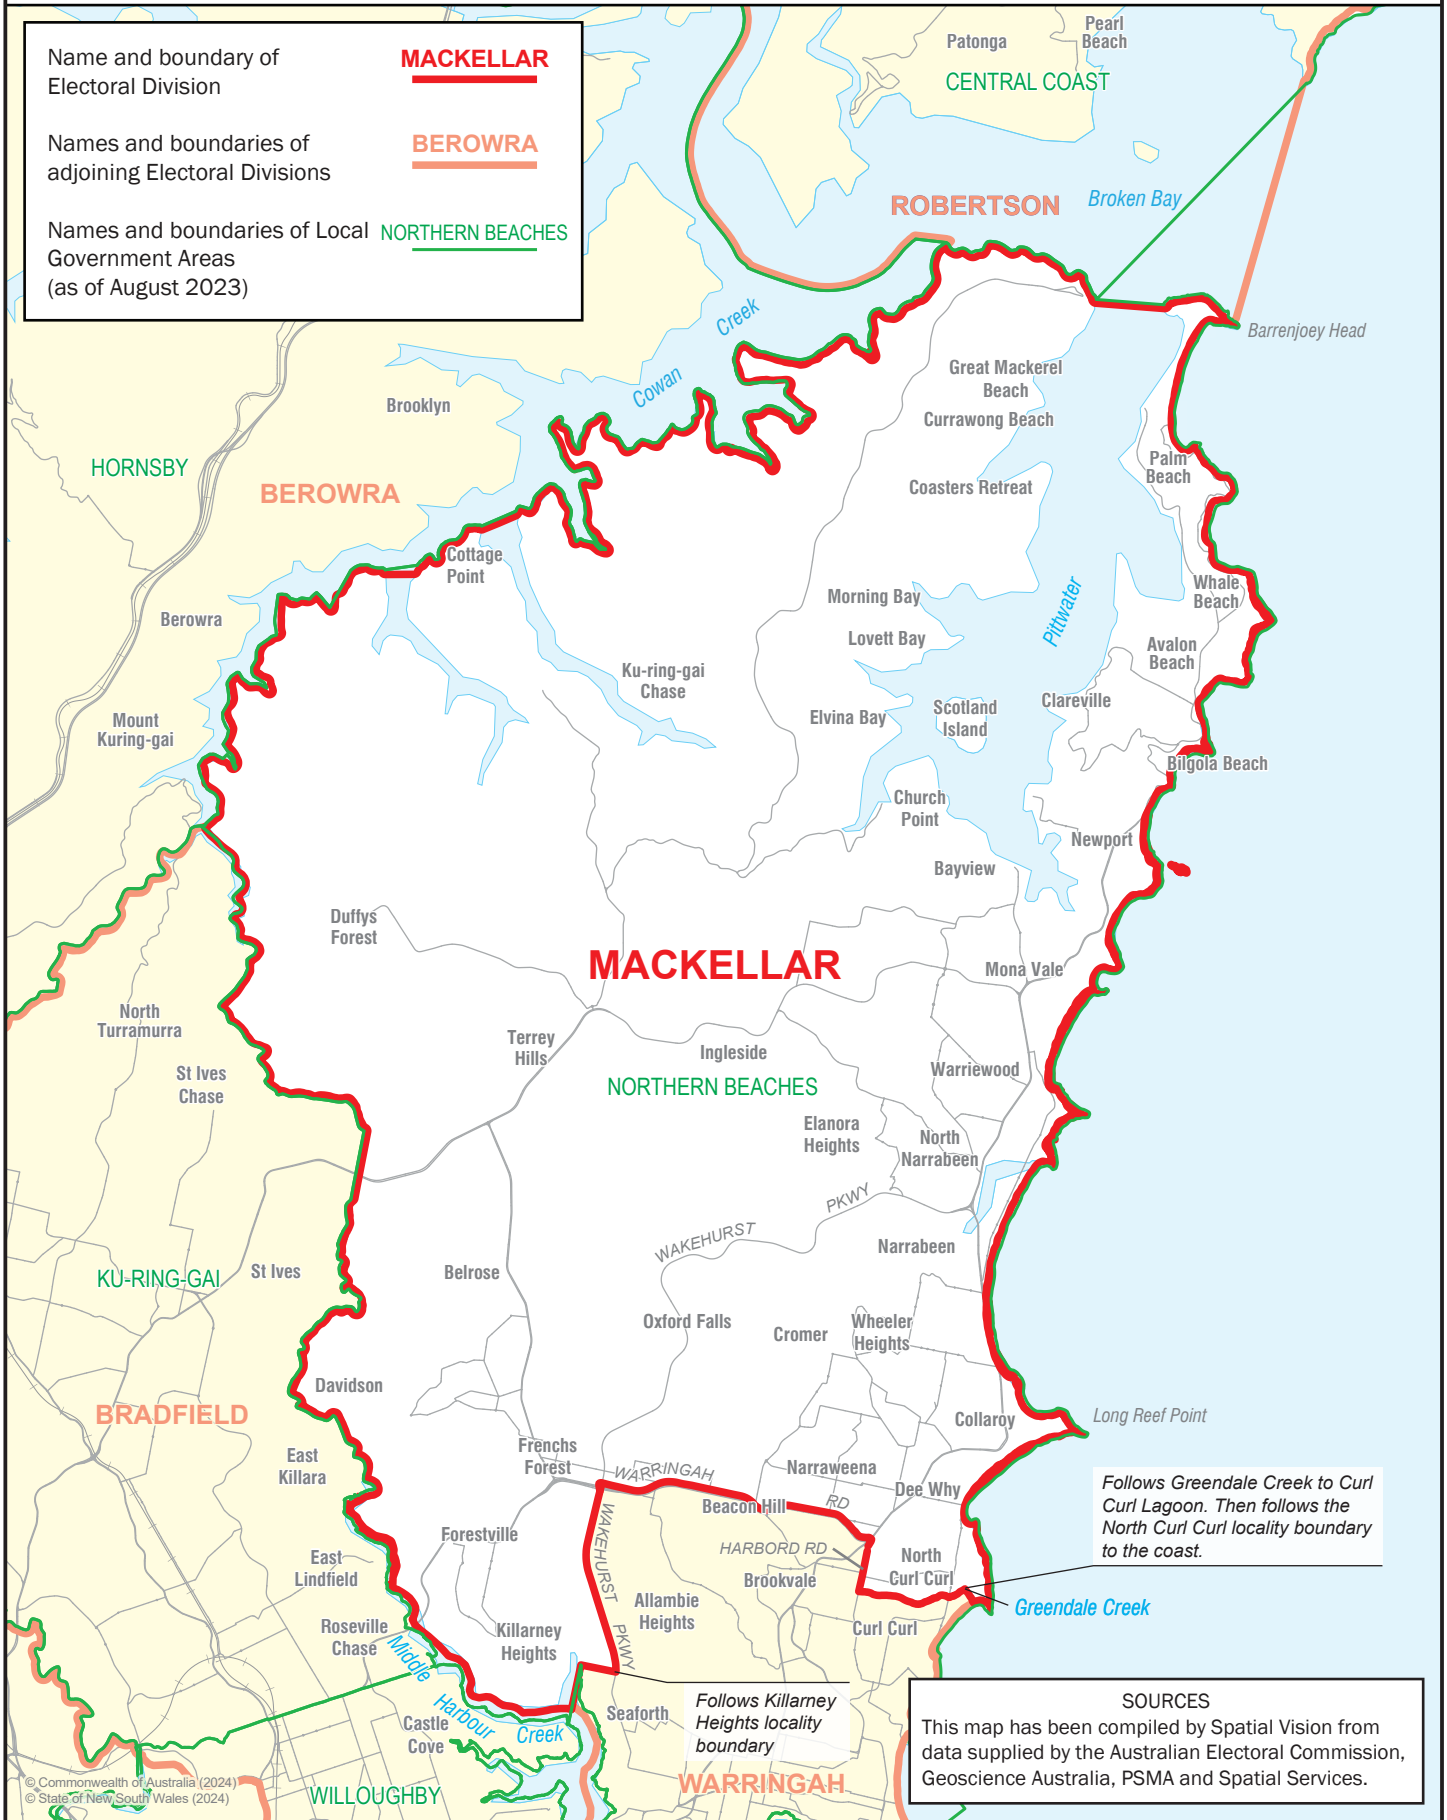 Name and boundary of
Electoral Division
MACKELLAR
Names and boundaries of
adjoining Electoral Divisions
BEROWRA
Names and boundaries of Local
Government Areas
(as of August 2023)
NORTHERN BEACHES
Patonga
Pearl
Beach
CENTRAL COAST
ROBERTSON
Broken Bay
Barrenjoey Head
Cowan
Creek
Brooklyn
HORNSBY
BEROWRA
Great Mackerel
Beach
Currawong Beach
Coasters Retreat
Palm
Beach
Cottage
Point
Whale
Beach
Berowra
Morning Bay
Lovett Bay
Pittwater
Avalon
Beach
Ku-ring-gai
Chase
Elvina Bay
Scotland
Island
Clareville
Mount
Kuring-gai
Bilgola Beach
Church
Point
Newport
Bayview
Duffys
Forest
MACKELLAR
Mona Vale
North
Turramurra
Terrey
Hills
Ingleside
St Ives
Chase
Warriewood
NORTHERN BEACHES
Elanora
Heights
North
Narrabeen
WAKEHURST
PKWY
Narrabeen
KU-RING-GAI
St Ives
Belrose
Oxford Falls
Cromer
Wheeler
Heights
Davidson
BRADFIELD
Collaroy
Long Reef Point
East
Killara
Frenchs
Forest
WARRINGAH
RD
Narraweena
Dee Why
Beacon Hill
Follows Greendale Creek to Curl
Curl Lagoon. Then follows the
North Curl Curl locality boundary
to the coast.
Forestville
WAKEHURST
PKWY
HARBORD RD
Brookvale
North
Curl Curl
East
Lindfield
Allambie
Heights
Greendale Creek
Roseville
Chase
Killarney
Heights
Curl Curl
Middle
Harbour
Creek
Castle
Cove
Seaforth
Follows Killarney
Heights locality
boundary
WARRINGAH
WILLOUGHBY
SOURCES
This map has been compiled by Spatial Vision from
data supplied by the Australian Electoral Commission,
Geoscience Australia, PSMA and Spatial Services.
© Commonwealth of Australia (2024)
© State of New South Wales (2024)